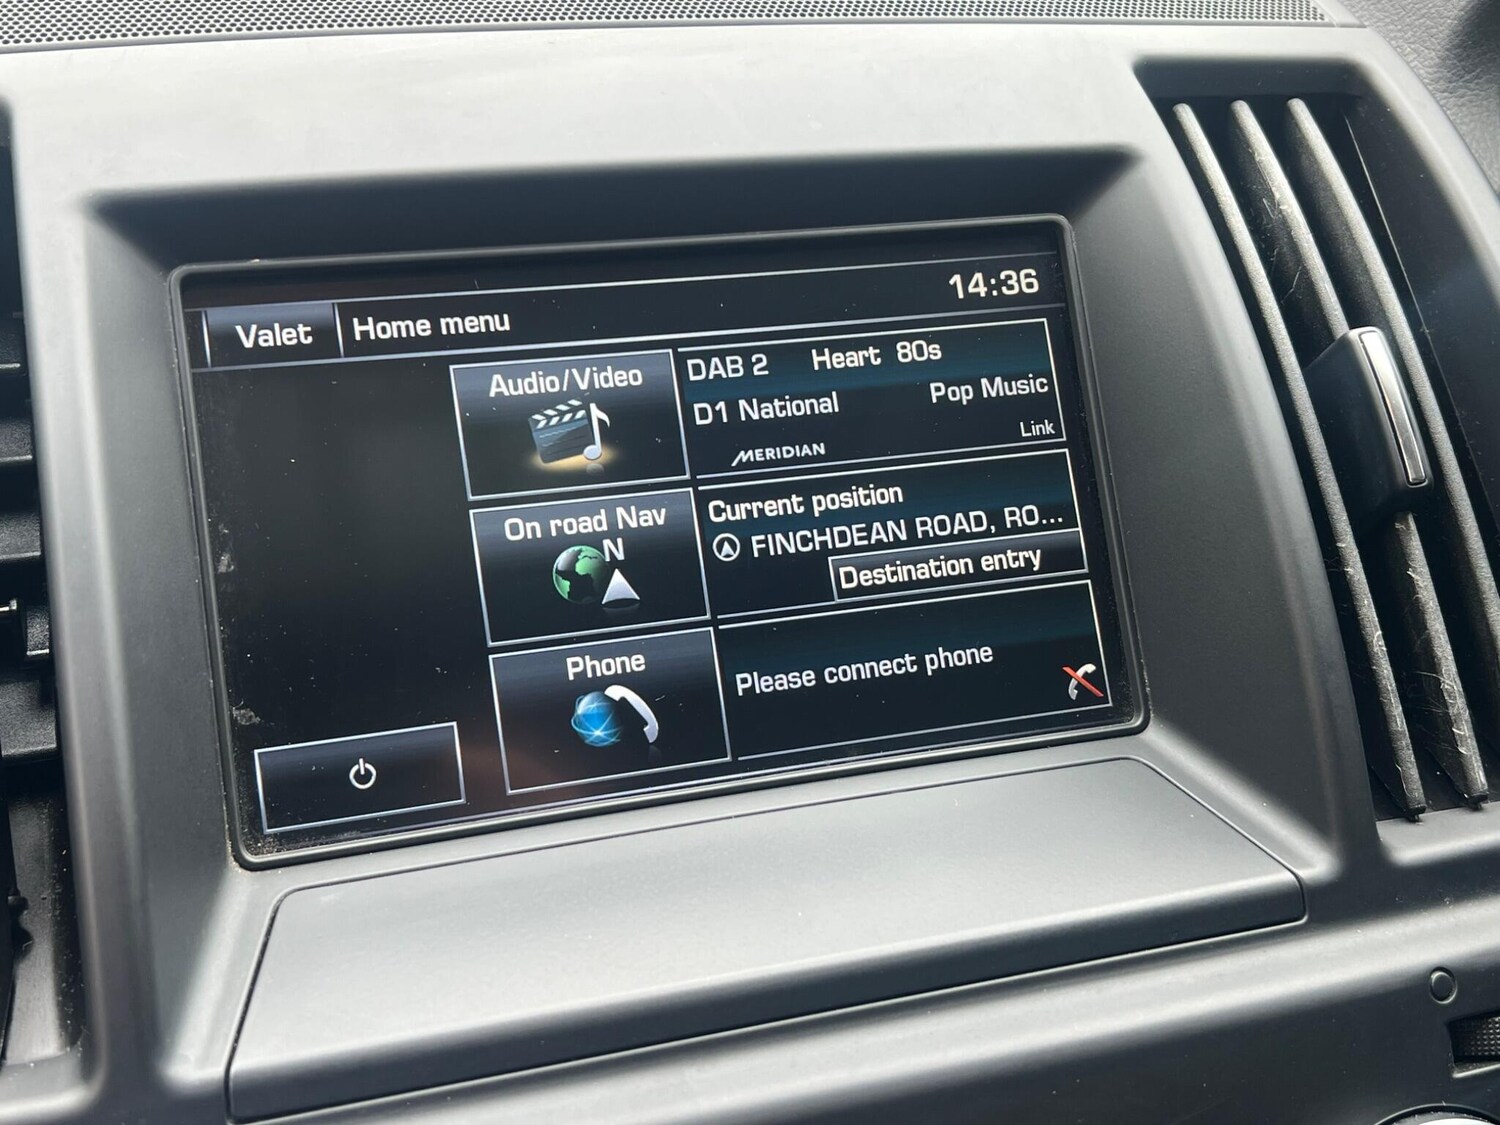 14:36
Valet
Home menu
Audio/Video
DAB 2 Heart 80s
D1 National Pop Music
Link
MERIDIAN
On road Nav
N
Current position
FINCHDEAN ROAD, RO...
Destination entry
Phone
Please connect phone